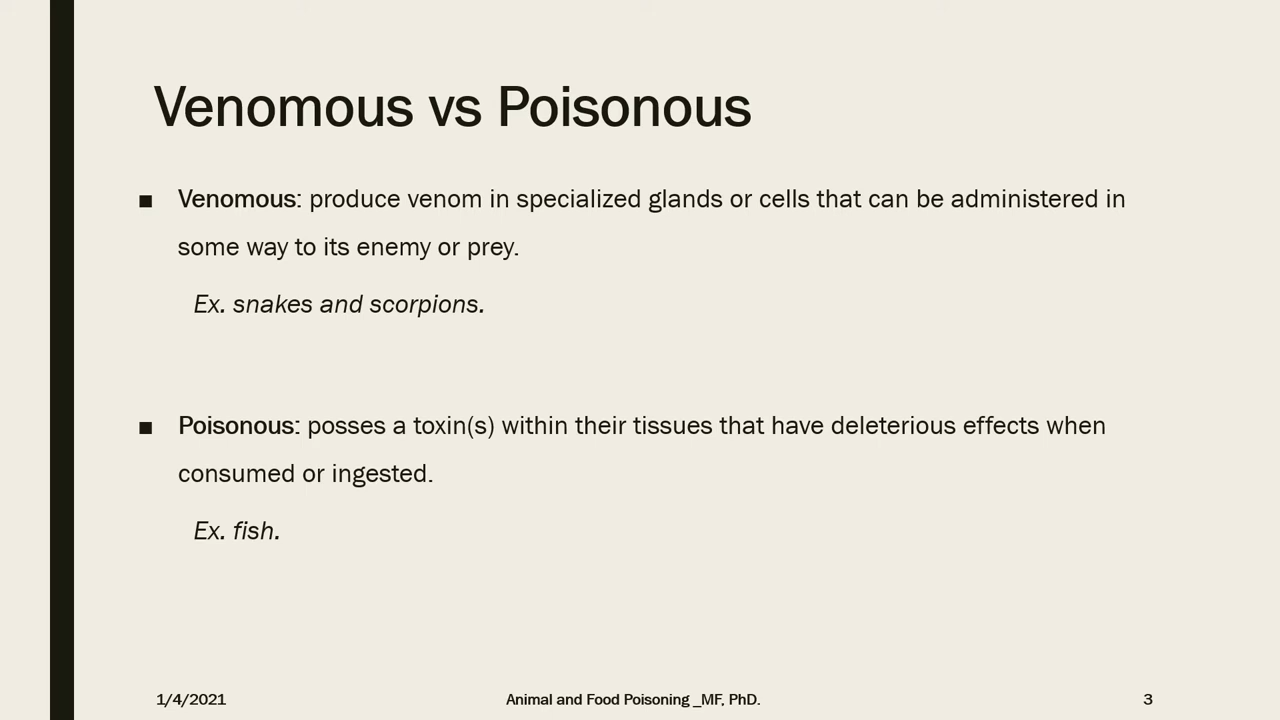 Venomous vs Poisonous
■ Venomous: produce venom in specialized glands or cells that can be administered in
some way to its enemy or prey.
Ex. snakes and scorpions.
■ Poisonous: posses a toxin(s) within their tissues that have deleterious effects when
consumed or ingested.
Ex. fish.
1/4/2021 Animal and Food Poisoning _MF, PhD. 3